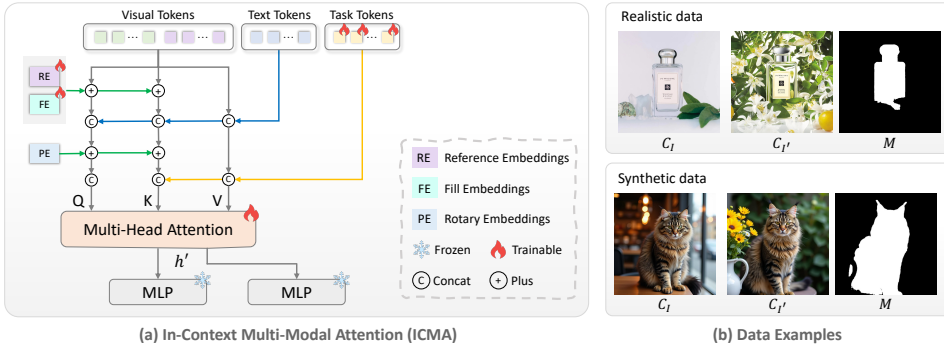 Visual Tokens
Text Tokens
Task Tokens
RE
FE
PE
C C C
C C C
Q K V
Multi-Head Attention
h′
MLP
MLP
RE Reference Embeddings
FE Fill Embeddings
PE Rotary Embeddings
Frozen Trainable
C Concat + Plus
(a) In-Context Multi-Modal Attention (ICMA)
Realistic data
C_I C_I′ M
Synthetic data
C_I C_I′ M
(b) Data Examples